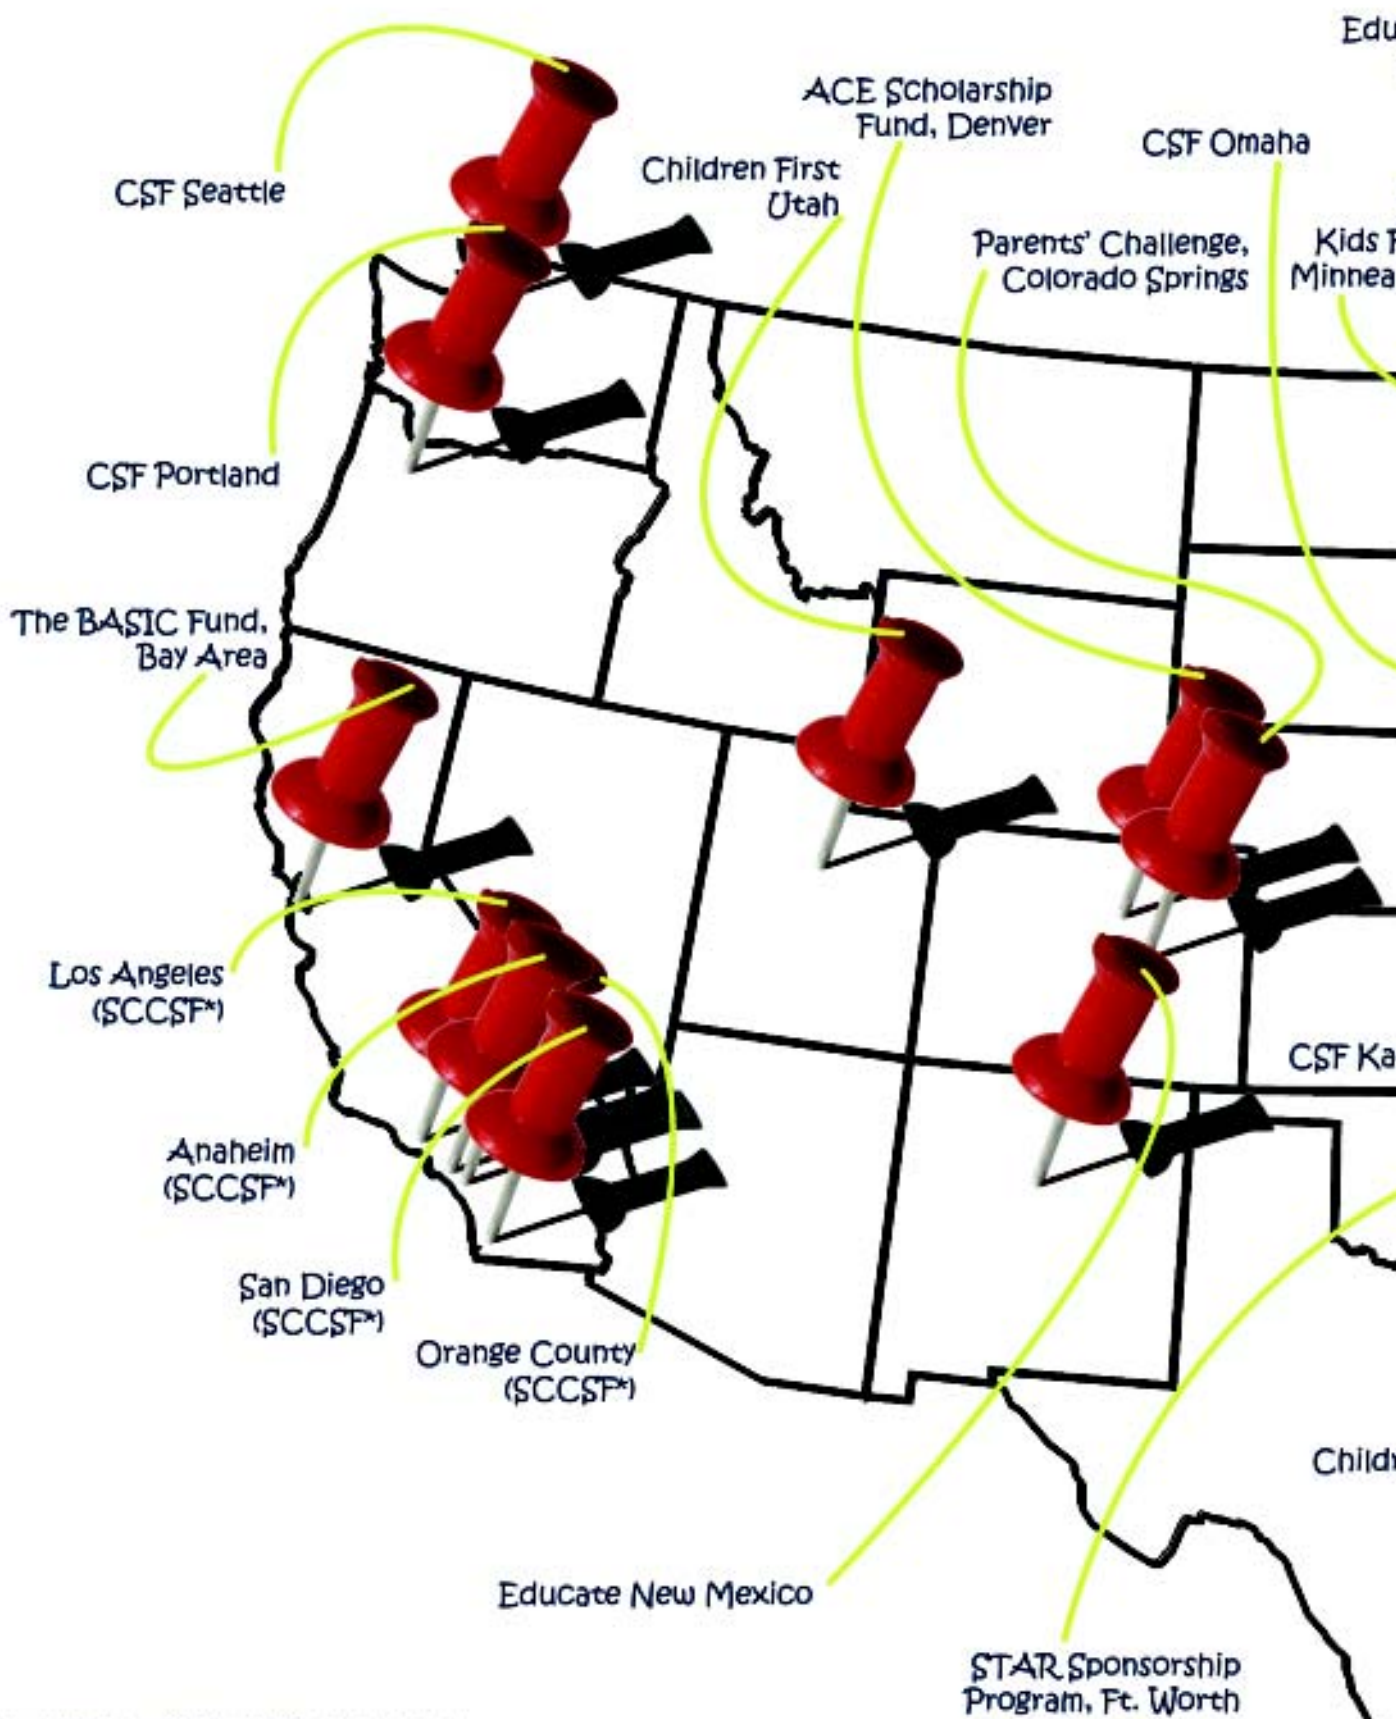 Edu
ACE Scholarship
Fund, Denver
CSF Omaha
Children First
Utah
CSF Seattle
Parents' Challenge,
Colorado Springs
Kids F
Minnea
CSF Portland
The BASIC Fund,
Bay Area
Los Angeles
(SCCSF*)
CSF Ka
Anaheim
(SCCSF*)
San Diego
(SCCSF*)
Orange County
(SCCSF*)
Childr
Educate New Mexico
STAR Sponsorship
Program, Ft. Worth